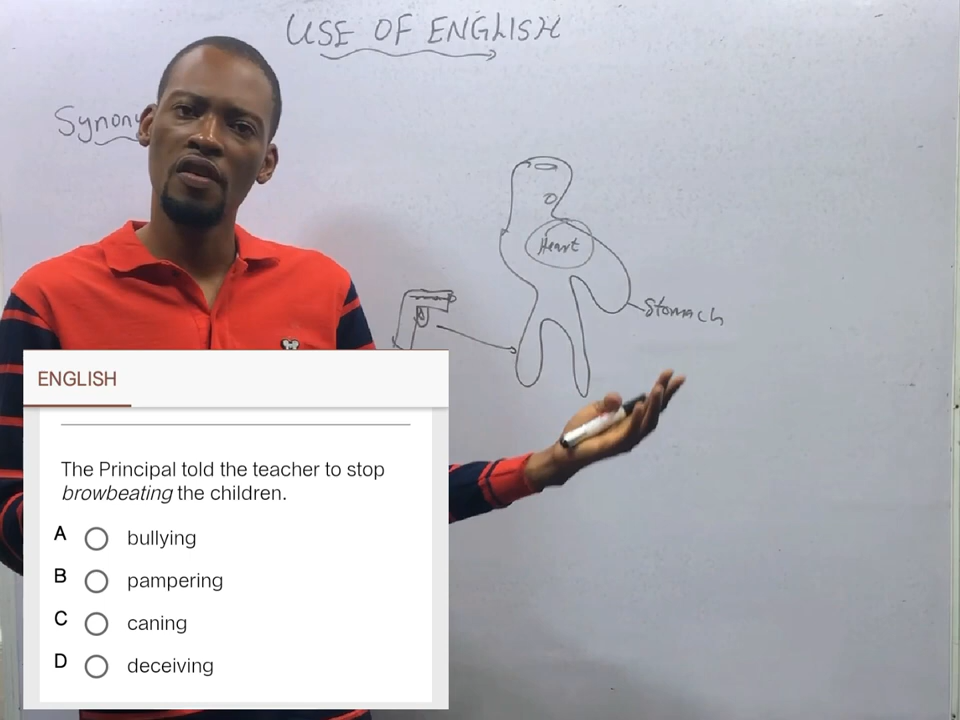 USE OF ENGLISH
Heart
Stomach
ENGLISH
The Principal told the teacher to stop
browbeating the children.
A bullying
B pampering
C caning
D deceiving